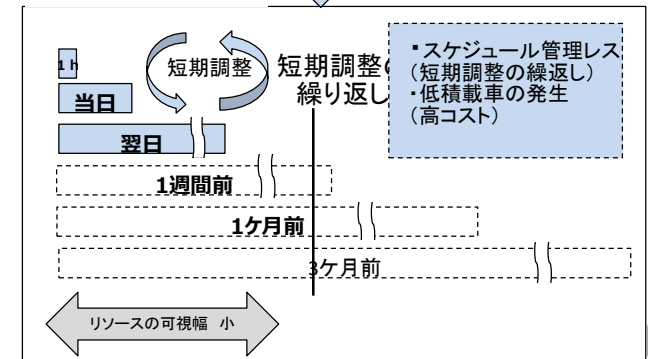 1h
短期調整
短期調整の
繰り返し
・スケジュール管理レス
（短期調整の繰返し）
・低積載車の発生
（高コスト）
当日
翌日
1週間前
1ケ月前
3ケ月前
リソースの可視幅 小